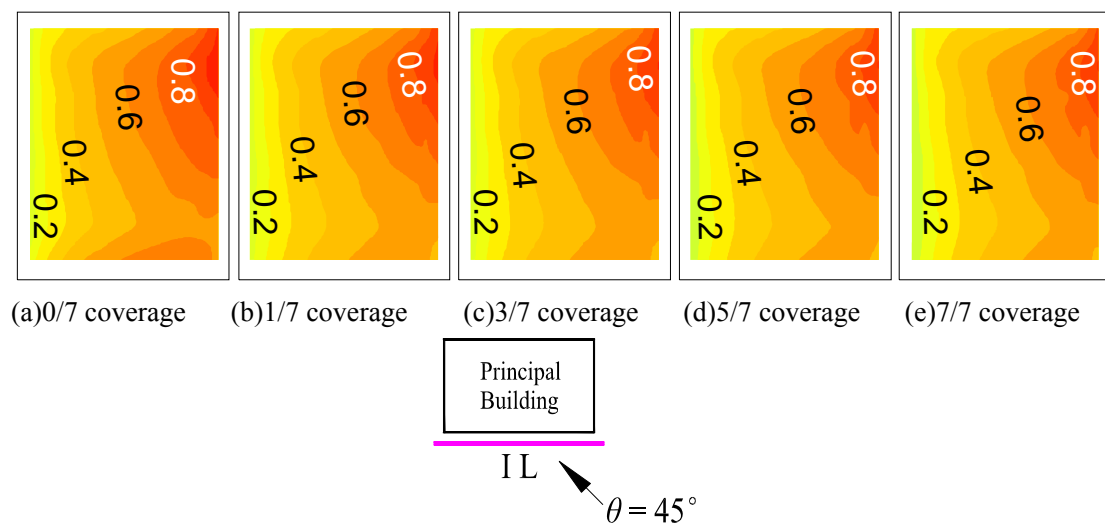 0.8
0.6
0.4
0.2
0.8
0.6
0.4
0.2
0.8
0.6
0.4
0.2
0.8
0.6
0.4
0.2
0.8
0.6
0.4
0.2
(a)0/7 coverage
(b)1/7 coverage
(c)3/7 coverage
(d)5/7 coverage
(e)7/7 coverage
Principal
Building
I L
θ = 45°